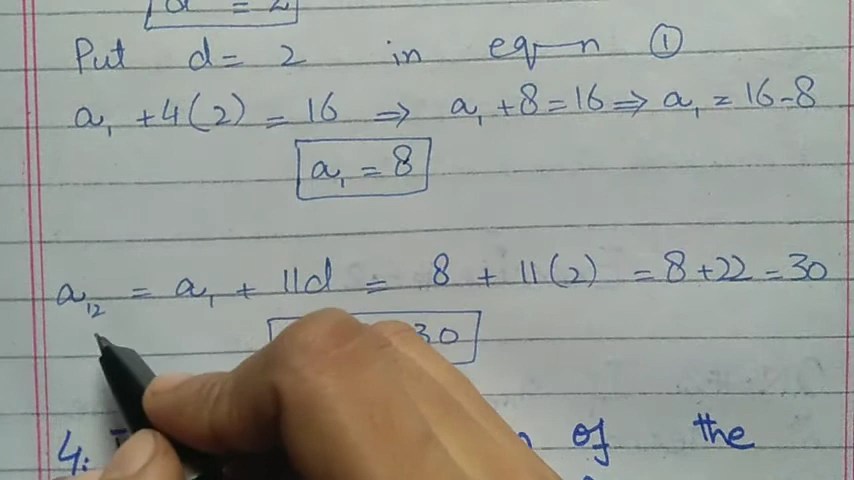 d = 2
Put d = 2 in eqn ①
a₁ + 4(2) = 16 ⇒ a₁ + 8 = 16 ⇒ a₁ = 16 - 8
a₁ = 8
a₁₂ = a₁ + 11d = 8 + 11(2) = 8 + 22 = 30
30
4. of the